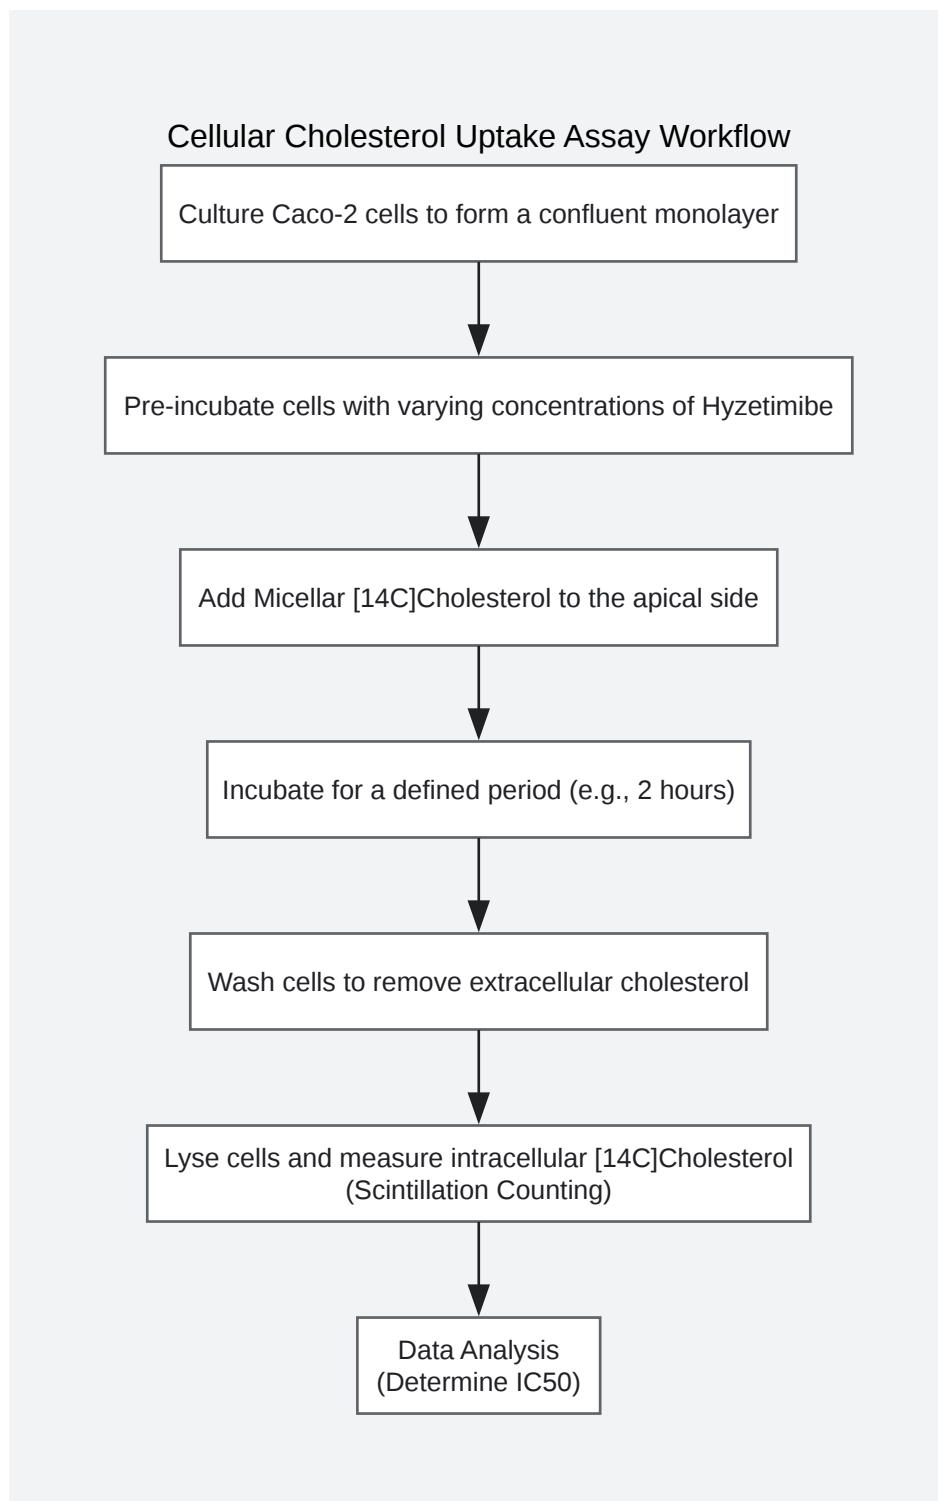 Cellular Cholesterol Uptake Assay Workflow
Culture Caco-2 cells to form a confluent monolayer
Pre-incubate cells with varying concentrations of Hyzetimibe
Add Micellar [14C]Cholesterol to the apical side
Incubate for a defined period (e.g., 2 hours)
Wash cells to remove extracellular cholesterol
Lyse cells and measure intracellular [14C]Cholesterol
(Scintillation Counting)
Data Analysis
(Determine IC50)